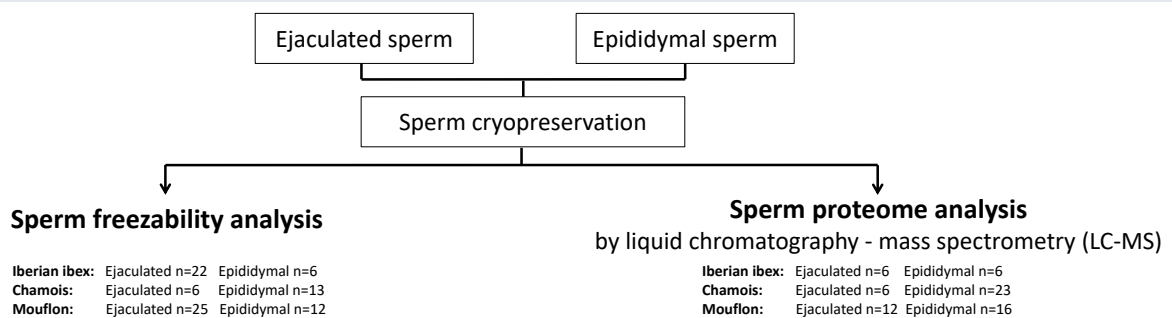 Ejaculated sperm
Epididymal sperm
Sperm cryopreservation
Sperm freezability analysis
Iberian ibex: Ejaculated n=22 Epididymal n=6
Chamois: Ejaculated n=6 Epididymal n=13
Mouflon: Ejaculated n=25 Epididymal n=12
Sperm proteome analysis
by liquid chromatography - mass spectrometry (LC-MS)
Iberian ibex: Ejaculated n=6 Epididymal n=6
Chamois: Ejaculated n=6 Epididymal n=23
Mouflon: Ejaculated n=12 Epididymal n=16